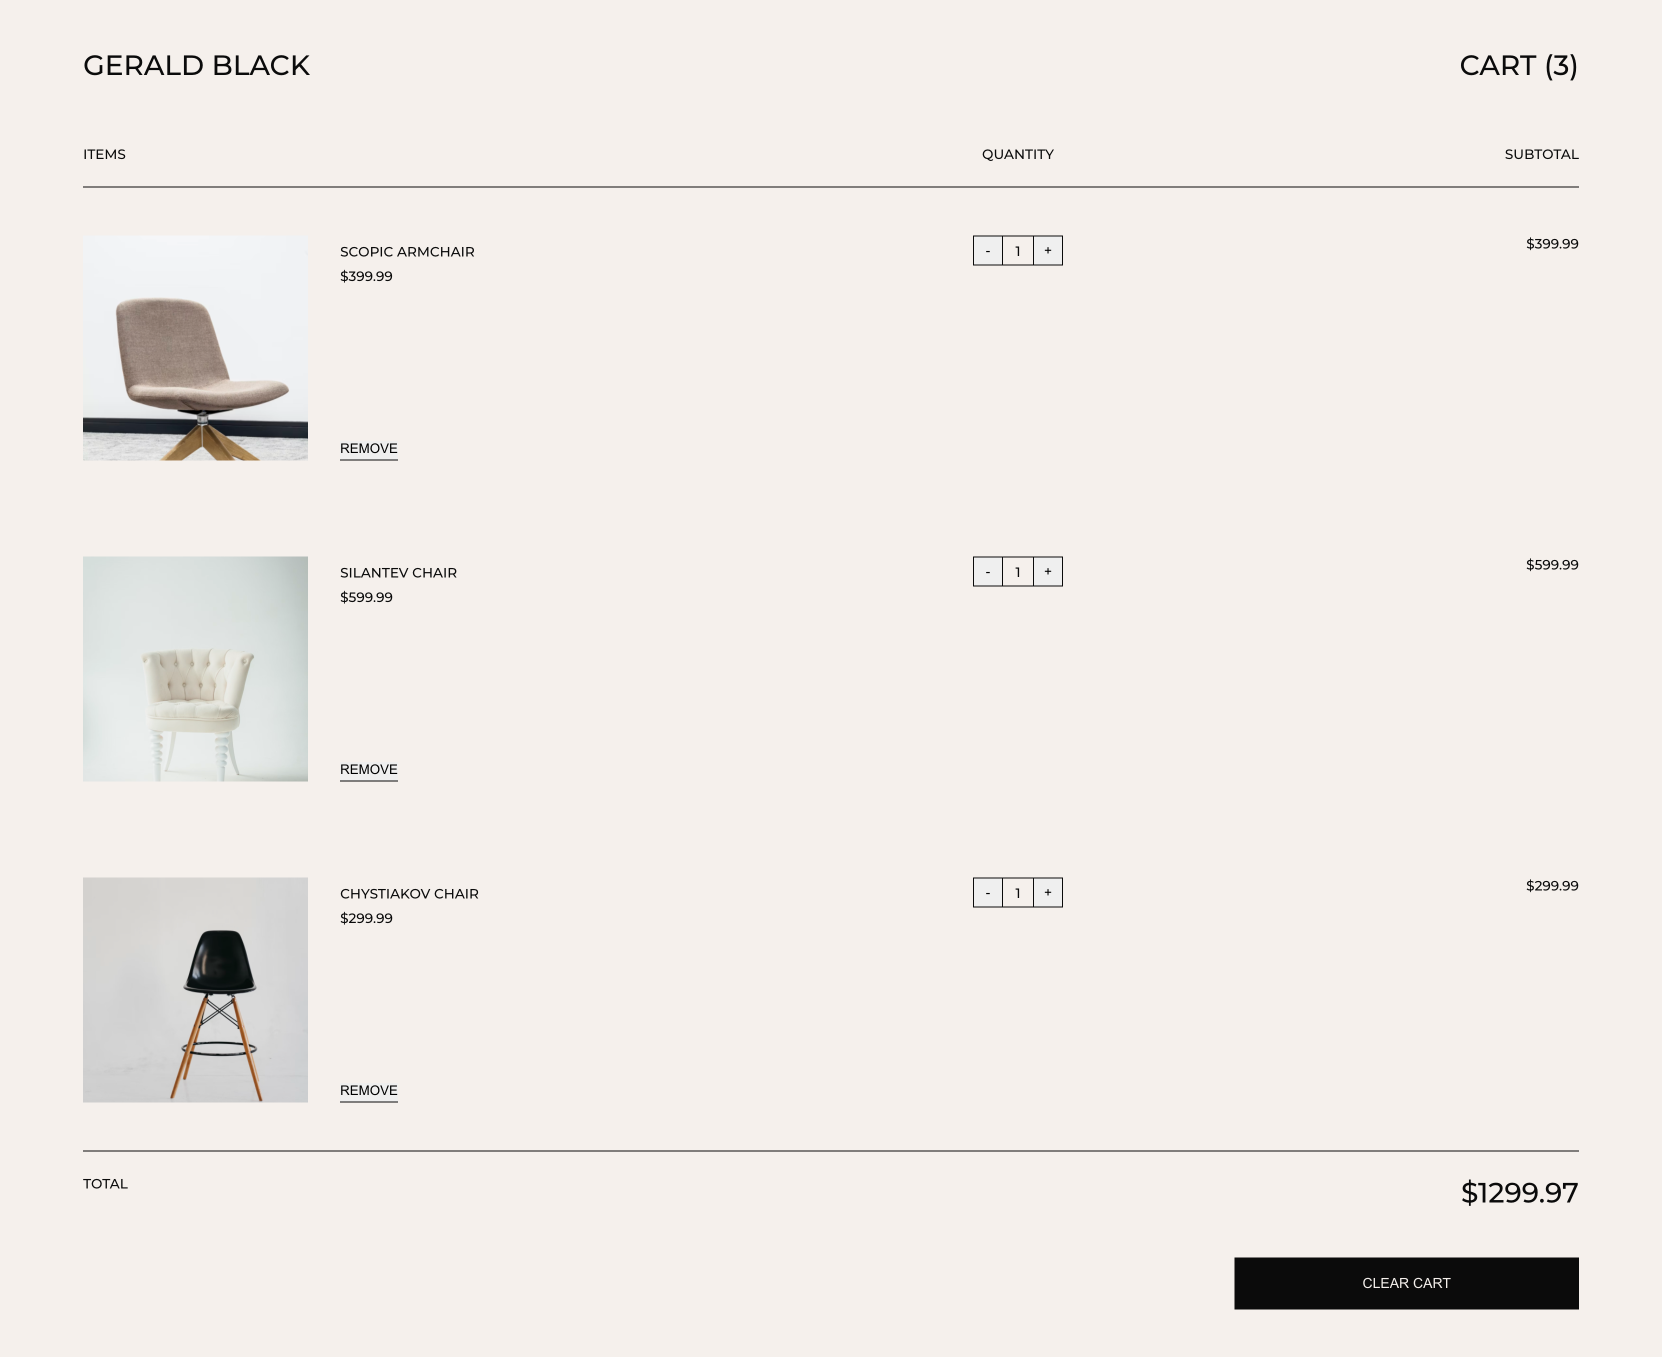 GERALD BLACK
CART (3)
ITEMS QUANTITY SUBTOTAL
SCOPIC ARMCHAIR - 1 + $399.99
$399.99
REMOVE
SILANTEV CHAIR - 1 + $599.99
$599.99
REMOVE
CHYSTIAKOV CHAIR - 1 + $299.99
$299.99
REMOVE
TOTAL $1299.97
CLEAR CART